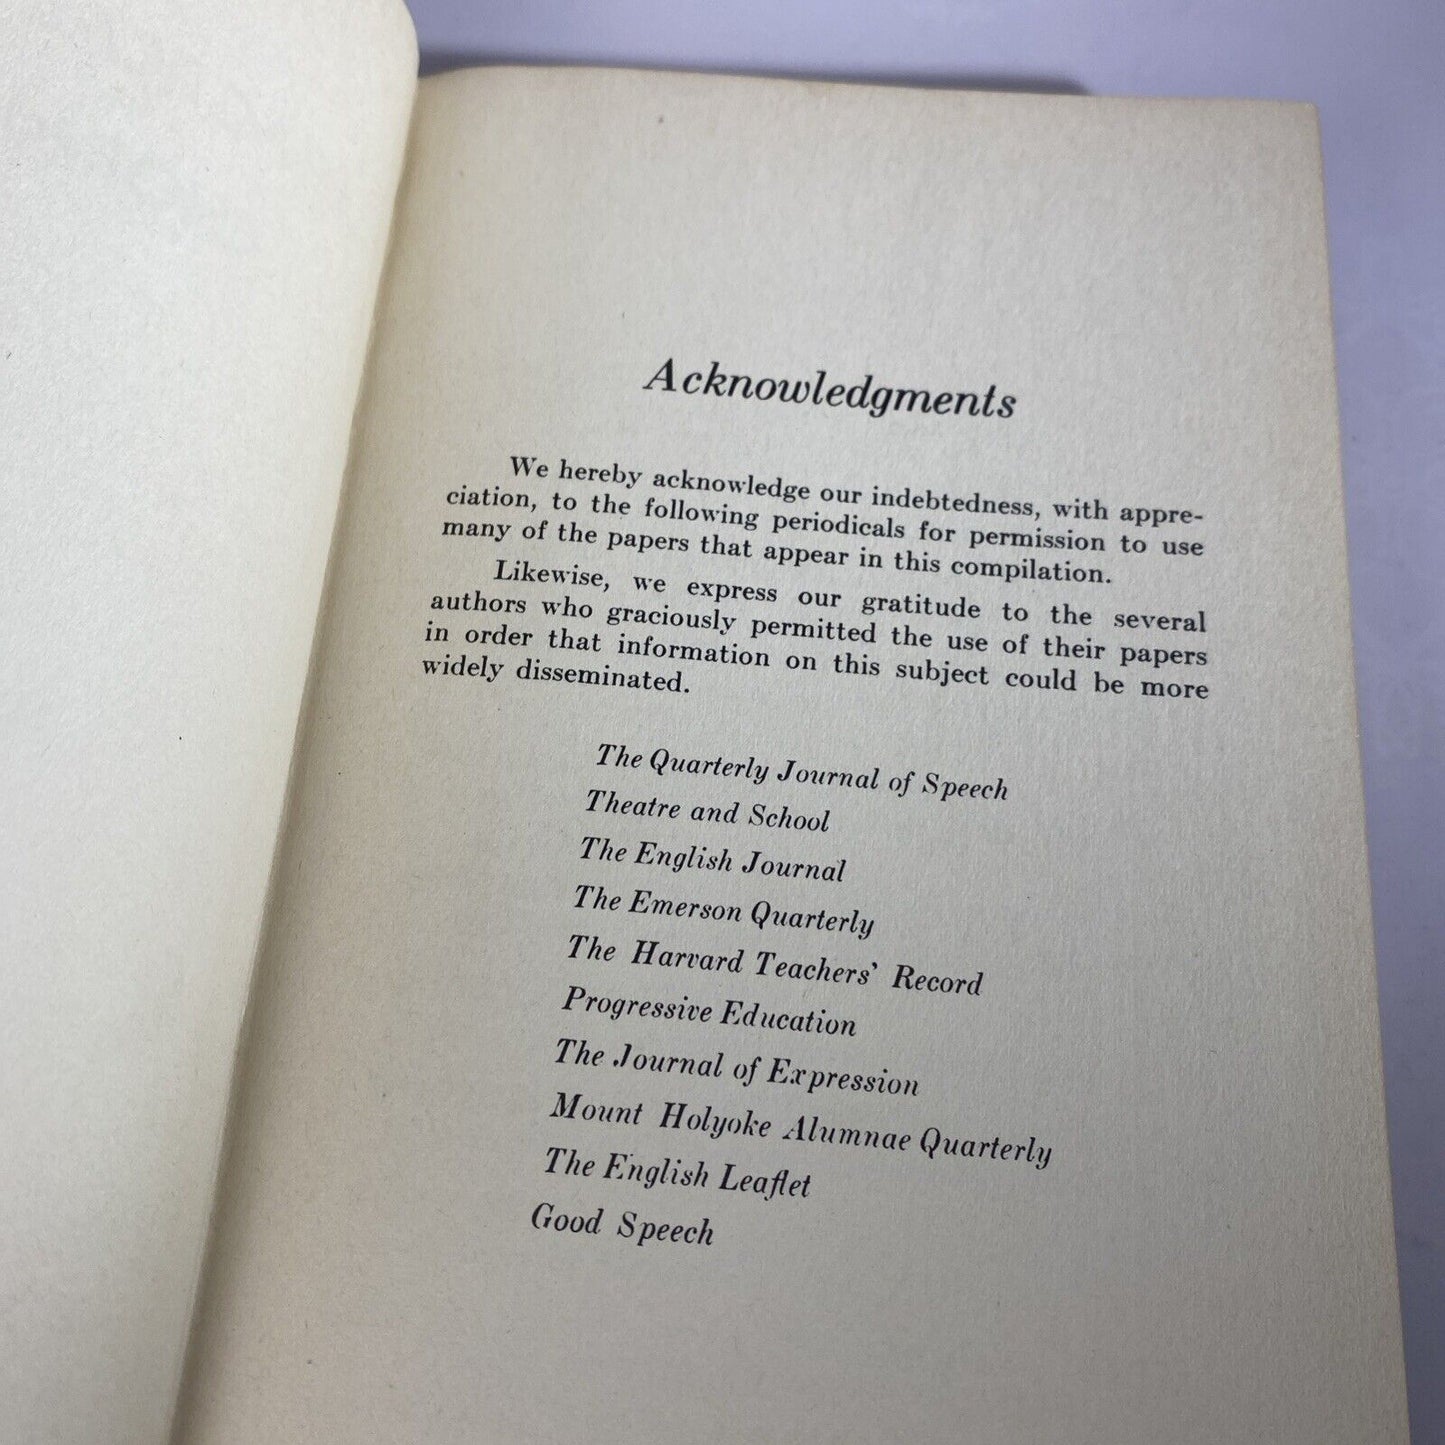 Acknowledgments
We hereby acknowledge our indebtedness, with appre-
ciation, to the following periodicals for permission to use
many of the papers that appear in this compilation.
Likewise, we express our gratitude to the several
authors who graciously permitted the use of their papers
in order that information on this subject could be more
widely disseminated.
The Quarterly Journal of Speech
Theatre and School
The English Journal
The Emerson Quarterly
The Harvard Teachers' Record
Progressive Education
The Journal of Expression
Mount Holyoke Alumnae Quarterly
The English Leaflet
Good Speech